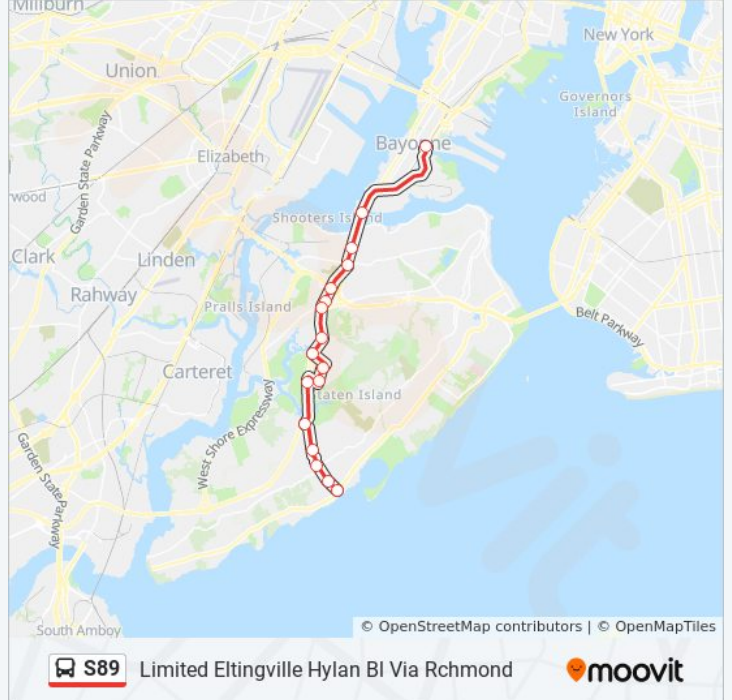 Millburn
New York
Union
Governors
Island
Bayonne
Garden State Parkway
Elizabeth
wood
Shooters Island
Clark
Linden
Rahway
Pralls Island
Belt Parkway
Carteret
Staten Island
West Shore Expressway
Garden State Parkway
South Amboy
© OpenStreetMap contributors | © OpenMapTiles
S89 Limited Eltingville Hylan Bl Via Rchmond moovit